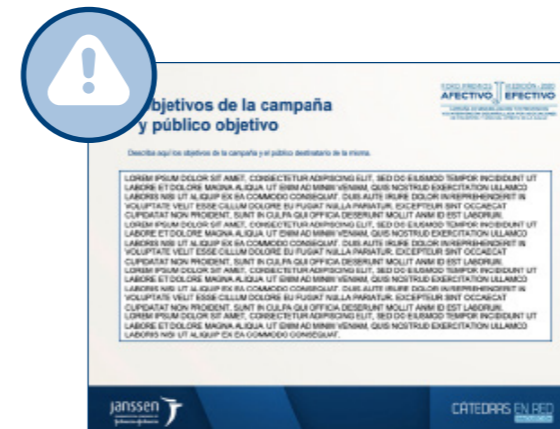 AFECTIVO EFECTIVO
bjetivos de la campaña
y público objetivo
Describa aquí los objetivos de la campaña y el público destinatario de la misma.
LOREM IPSUM DOLOR SIT AMET, CONSECTETUR ADIPISCING ELIT, SED DO EIUSMOD TEMPOR INCIDIDUNT UT
LABORE ET DOLORE MAGNA ALIQUA. UT ENIM AD MINIM VENIAM, QUIS NOSTRUD EXERCITATION ULLAMCO
LABORIS NISI UT ALIQUIP EX EA COMMODO CONSEQUAT. DUIS AUTE IRURE DOLOR IN REPREHENDERIT IN
VOLUPTATE VELIT ESSE CILLUM DOLORE EU FUGIAT NULLA PARIATUR. EXCEPTEUR SINT OCCAECAT
CUPIDATAT NON PROIDENT, SUNT IN CULPA QUI OFFICIA DESERUNT MOLLIT ANIM ID EST LABORUM.
LOREM IPSUM DOLOR SIT AMET, CONSECTETUR ADIPISCING ELIT, SED DO EIUSMOD TEMPOR INCIDIDUNT UT
LABORE ET DOLORE MAGNA ALIQUA. UT ENIM AD MINIM VENIAM, QUIS NOSTRUD EXERCITATION ULLAMCO
LABORIS NISI UT ALIQUIP EX EA COMMODO CONSEQUAT. DUIS AUTE IRURE DOLOR IN REPREHENDERIT IN
VOLUPTATE VELIT ESSE CILLUM DOLORE EU FUGIAT NULLA PARIATUR. EXCEPTEUR SINT OCCAECAT
CUPIDATAT NON PROIDENT, SUNT IN CULPA QUI OFFICIA DESERUNT MOLLIT ANIM ID EST LABORUM.
LOREM IPSUM DOLOR SIT AMET, CONSECTETUR ADIPISCING ELIT, SED DO EIUSMOD TEMPOR INCIDIDUNT UT
LABORE ET DOLORE MAGNA ALIQUA. UT ENIM AD MINIM VENIAM, QUIS NOSTRUD EXERCITATION ULLAMCO
LABORIS NISI UT ALIQUIP EX EA COMMODO CONSEQUAT. DUIS AUTE IRURE DOLOR IN REPREHENDERIT IN
VOLUPTATE VELIT ESSE CILLUM DOLORE EU FUGIAT NULLA PARIATUR. EXCEPTEUR SINT OCCAECAT
CUPIDATAT NON PROIDENT, SUNT IN CULPA QUI OFFICIA DESERUNT MOLLIT ANIM ID EST LABORUM.
LOREM IPSUM DOLOR SIT AMET, CONSECTETUR ADIPISCING ELIT, SED DO EIUSMOD TEMPOR INCIDIDUNT UT
LABORE ET DOLORE MAGNA ALIQUA. UT ENIM AD MINIM VENIAM, QUIS NOSTRUD EXERCITATION ULLAMCO
LABORIS NISI UT ALIQUIP EX EA COMMODO CONSEQUAT.
janssen
CÁTEDRAS EN RED